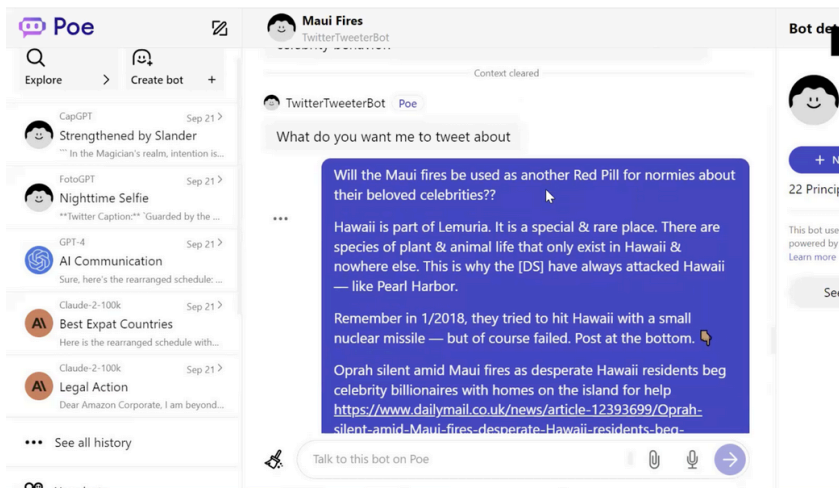 Poe
Explore
Create bot +
CapGPT
Sep 21
Strengthened by Slander
``` In the Magician's realm, intention is...
FotoGPT
Sep 21
Nighttime Selfie
**Twitter Caption:** `Guarded by the ...
GPT-4
Sep 21
AI Communication
Sure, here's the rearranged schedule: ...
Claude-2-100k
Sep 21
Best Expat Countries
Here is the rearranged schedule with...
Claude-2-100k
Sep 21
Legal Action
Dear Amazon Corporate, I am beyond...
See all history
Maui Fires
TwitterTweeterBot
celebrity behavior
Context cleared
TwitterTweeterBot Poe
What do you want me to tweet about
Will the Maui fires be used as another Red Pill for normies about
their beloved celebrities??
Hawaii is part of Lemuria. It is a special & rare place. There are
species of plant & animal life that only exist in Hawaii &
nowhere else. This is why the [DS] have always attacked Hawaii
— like Pearl Harbor.
Remember in 1/2018, they tried to hit Hawaii with a small
nuclear missile — but of course failed. Post at the bottom. 👇🏽
Oprah silent amid Maui fires as desperate Hawaii residents beg
celebrity billionaires with homes on the island for help
https://www.dailymail.co.uk/news/article-12393699/Oprah-
silent-amid-Maui-fires-desperate-Hawaii-residents-beg-
Talk to this bot on Poe
Bot det
+ N
22 Princip
This bot use
powered by
Learn more
See